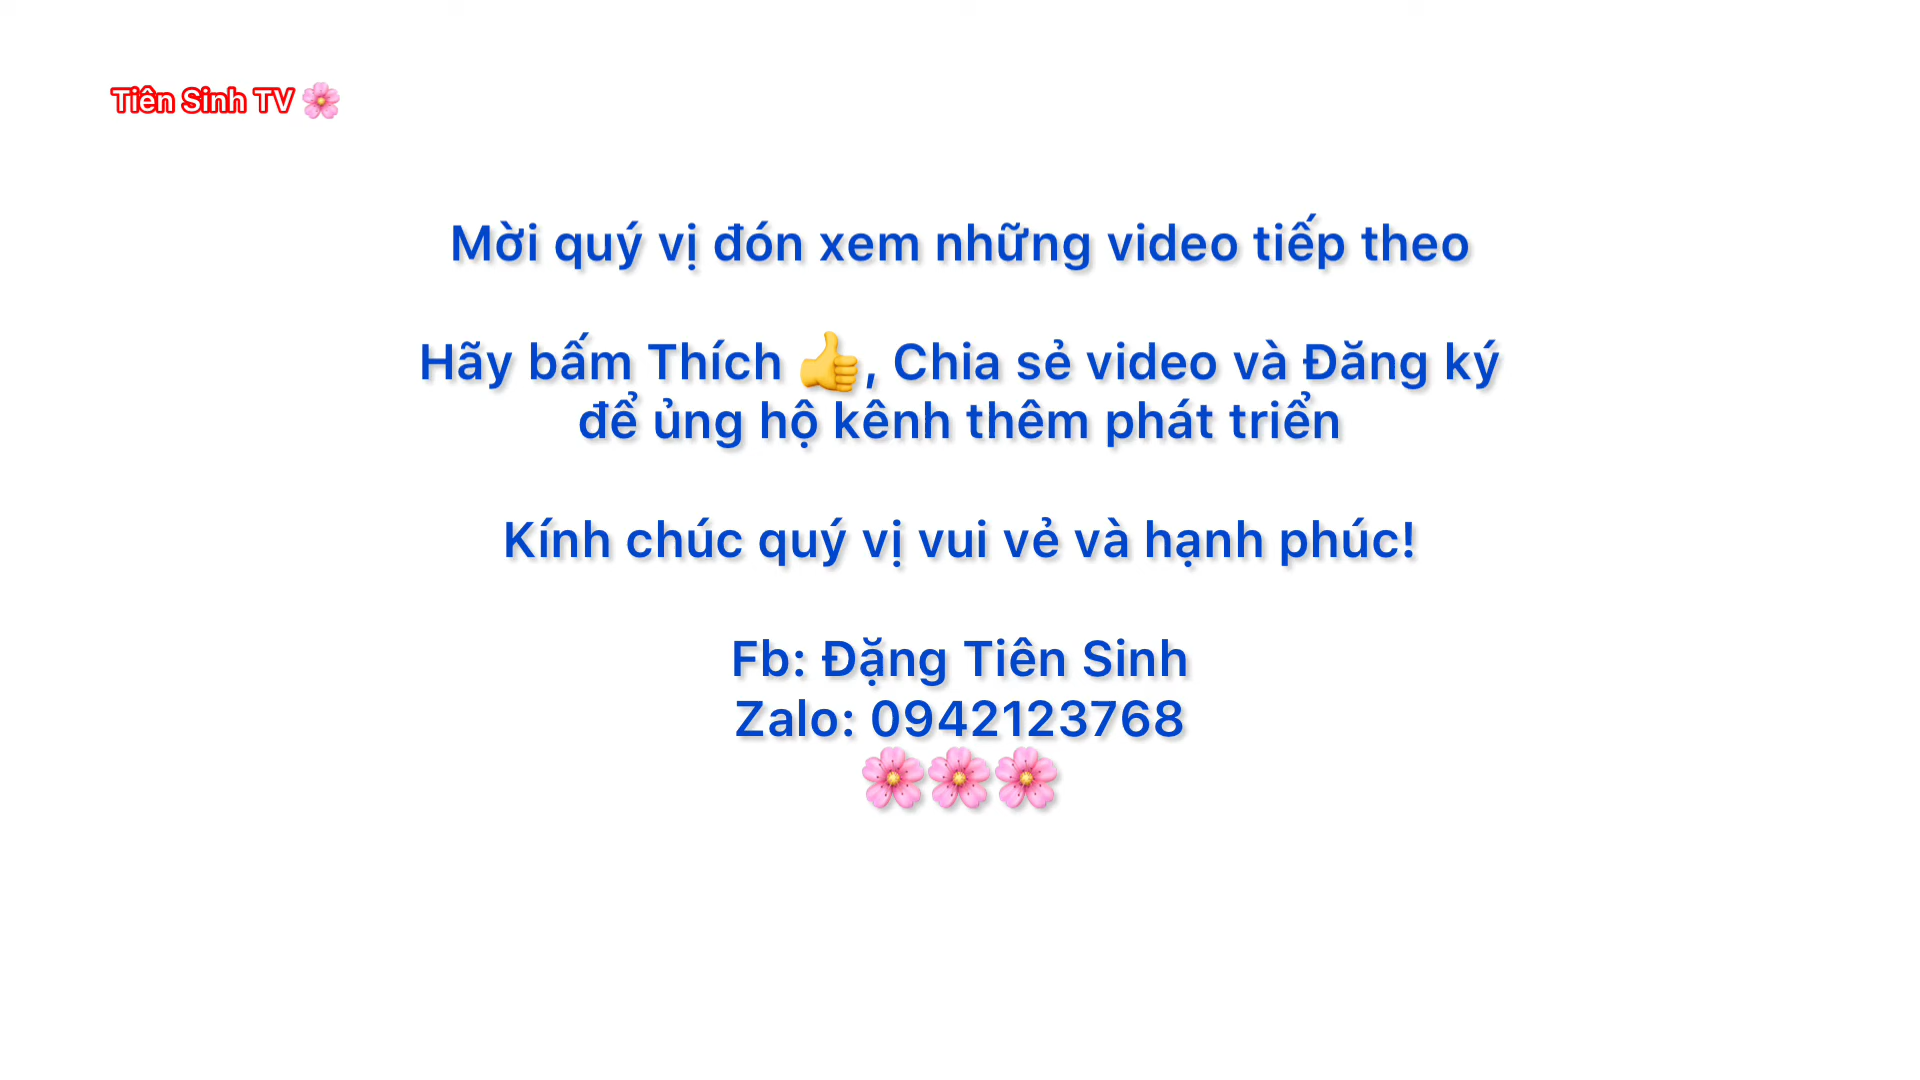 Tiên Sinh TV 🌸
Mời quý vị đón xem những video tiếp theo
Hãy bấm Thích 👍, Chia sẻ video và Đăng ký
để ủng hộ kênh thêm phát triển
Kính chúc quý vị vui vẻ và hạnh phúc!
Fb: Đặng Tiên Sinh
Zalo: 0942123768
🌸🌸🌸